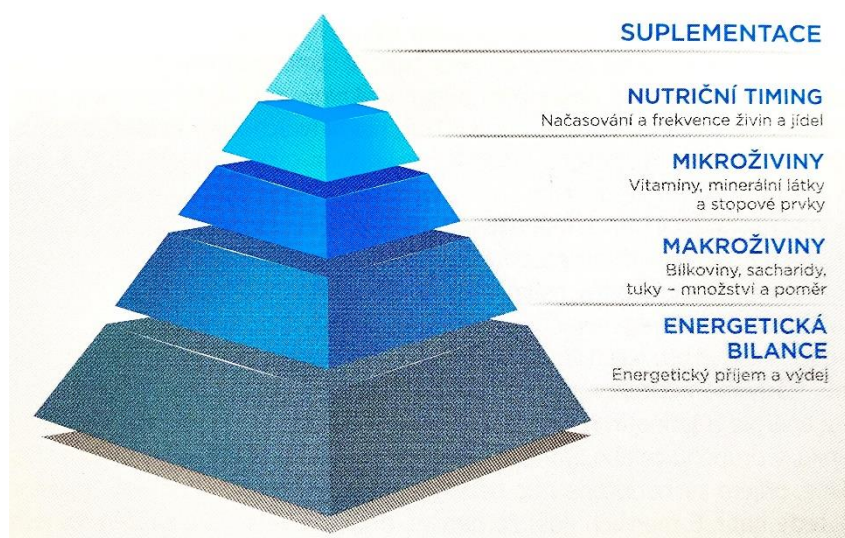 SUPLEMENTACE
NUTRIČNÍ TIMING
Načasování a frekvence živin a jídel
MIKROŽIVINY
Vitamíny, minerální látky
a stopové prvky
MAKROŽIVINY
Bílkoviny, sacharidy,
tuky – množství a poměr
ENERGETICKÁ
BILANCE
Energetický příjem a výdej